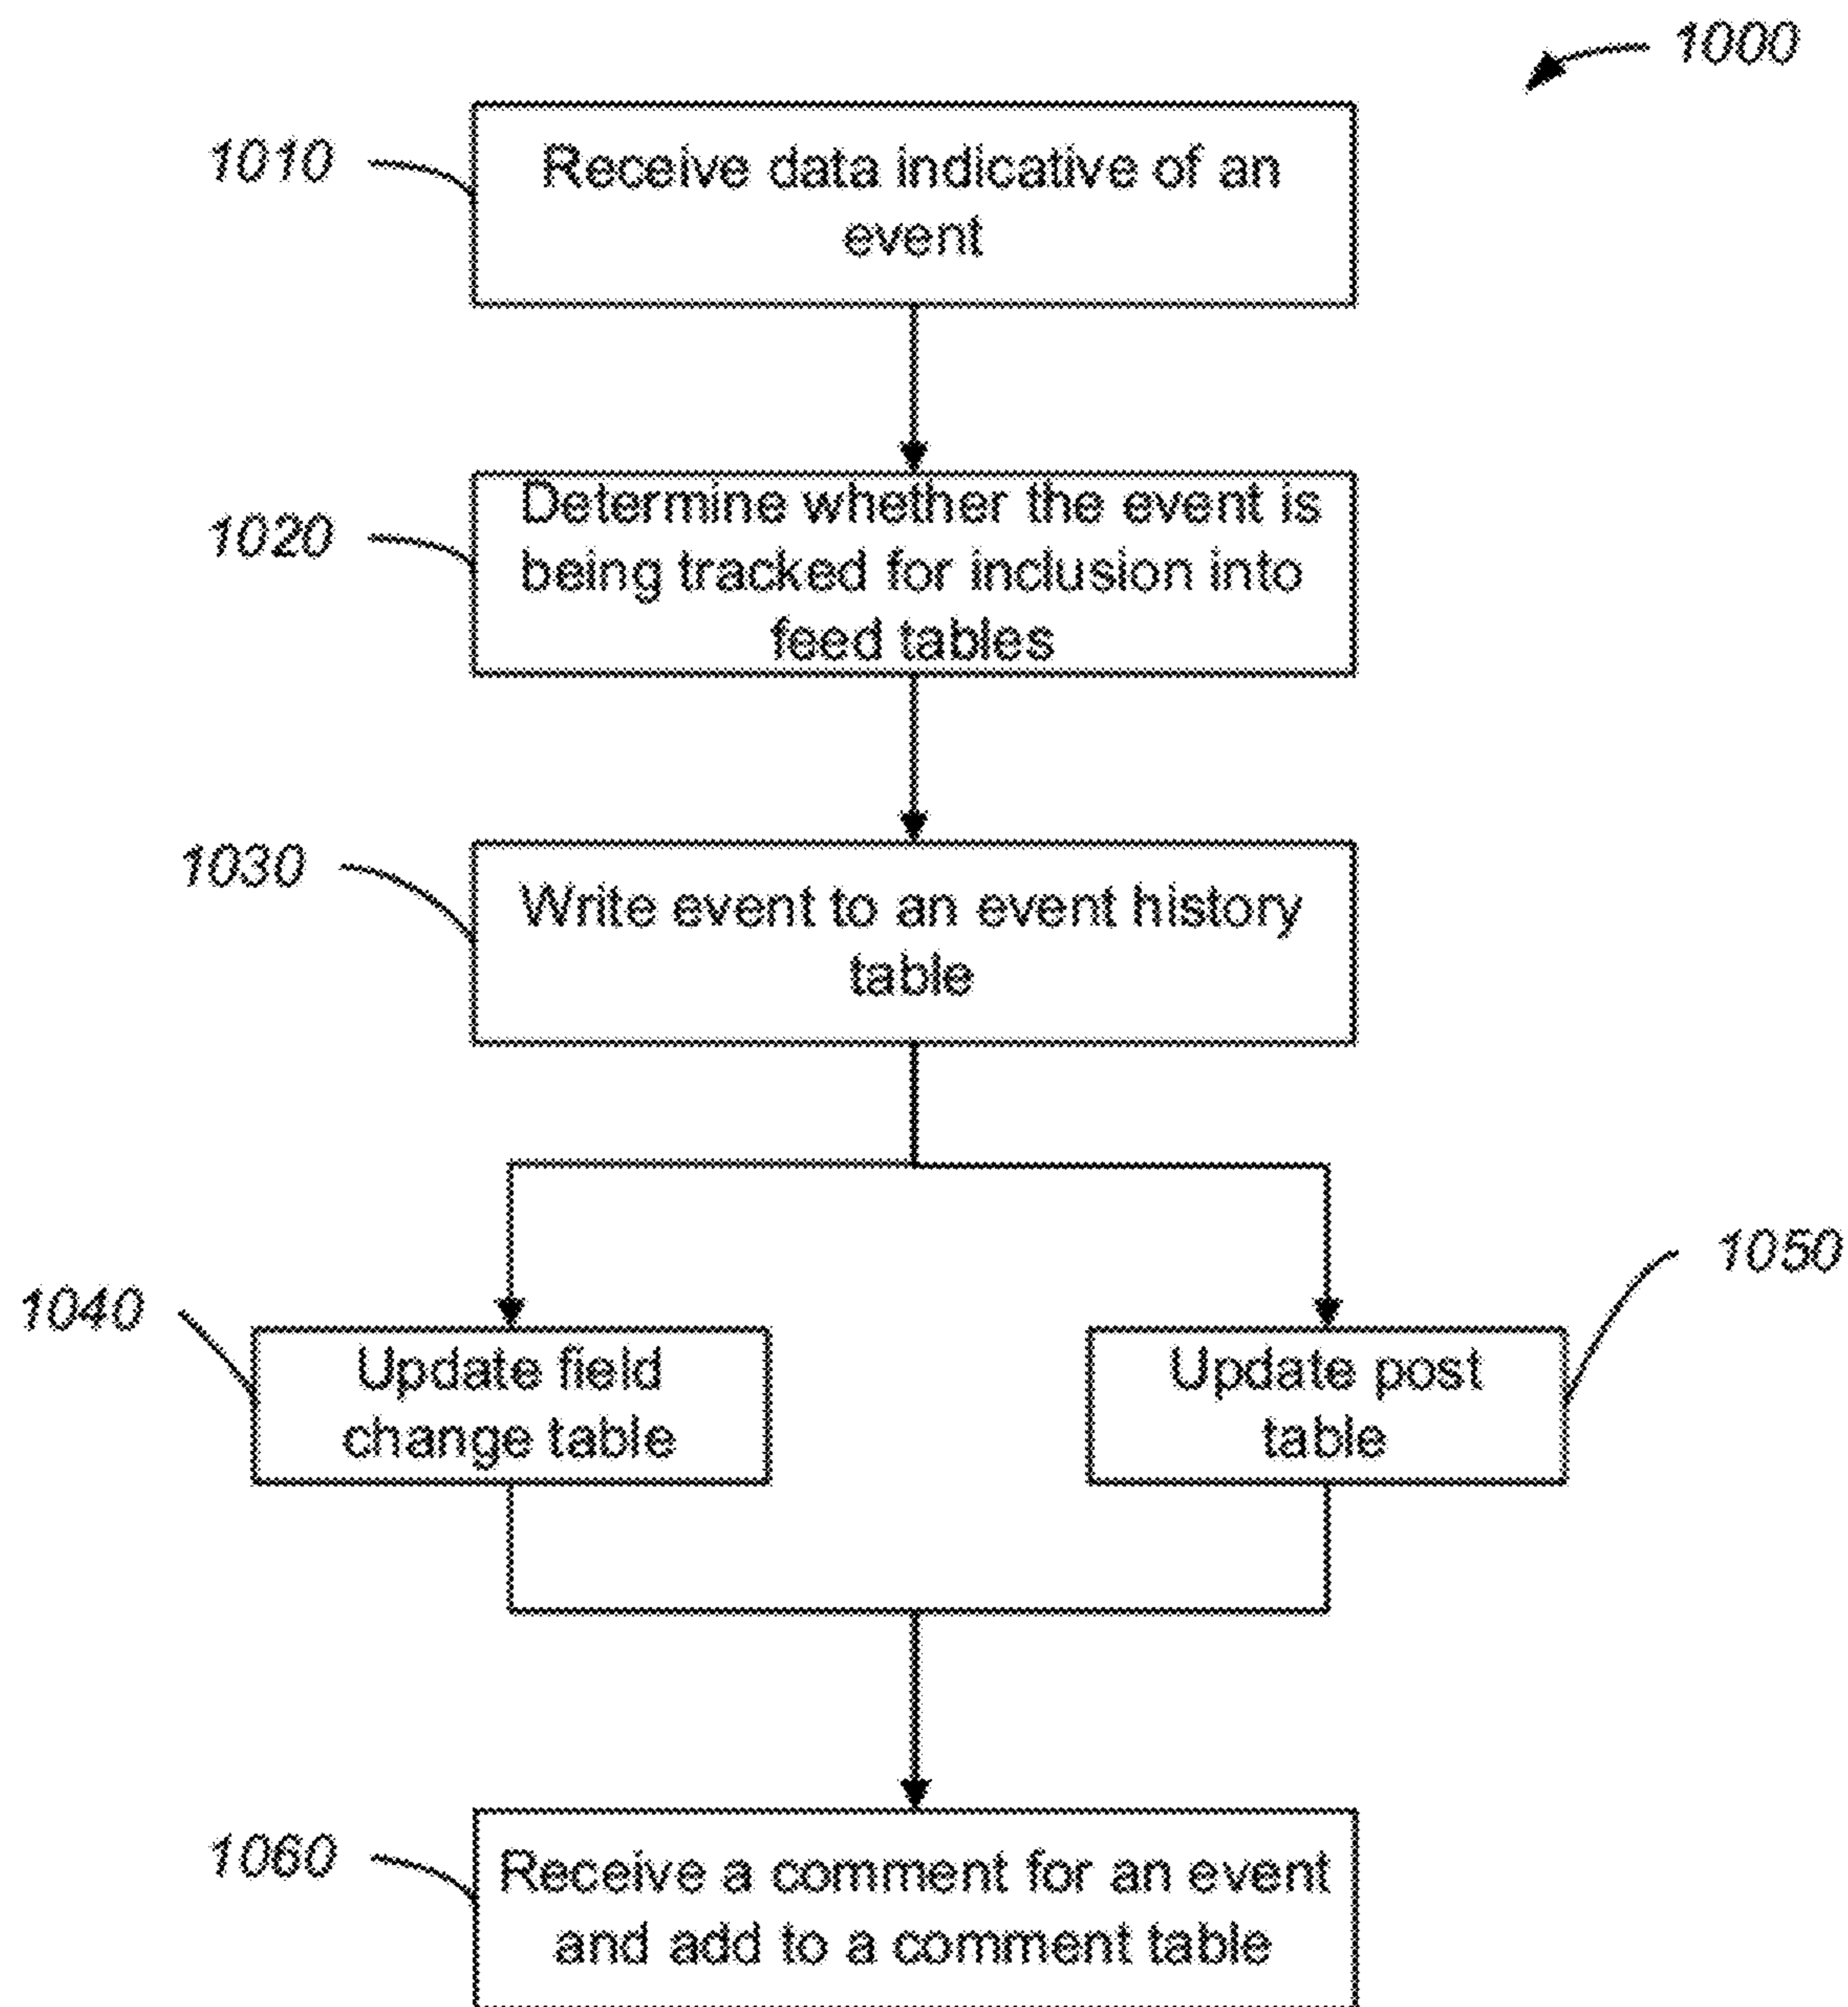 1000
1010
Receive data indicative of an
event
1020
Determine whether the event is
being tracked for inclusion into
feed tables
1030
Write event to an event history
table
1040
Update field
change table
1050
Update post
table
1060
Receive a comment for an event
and add to a comment table